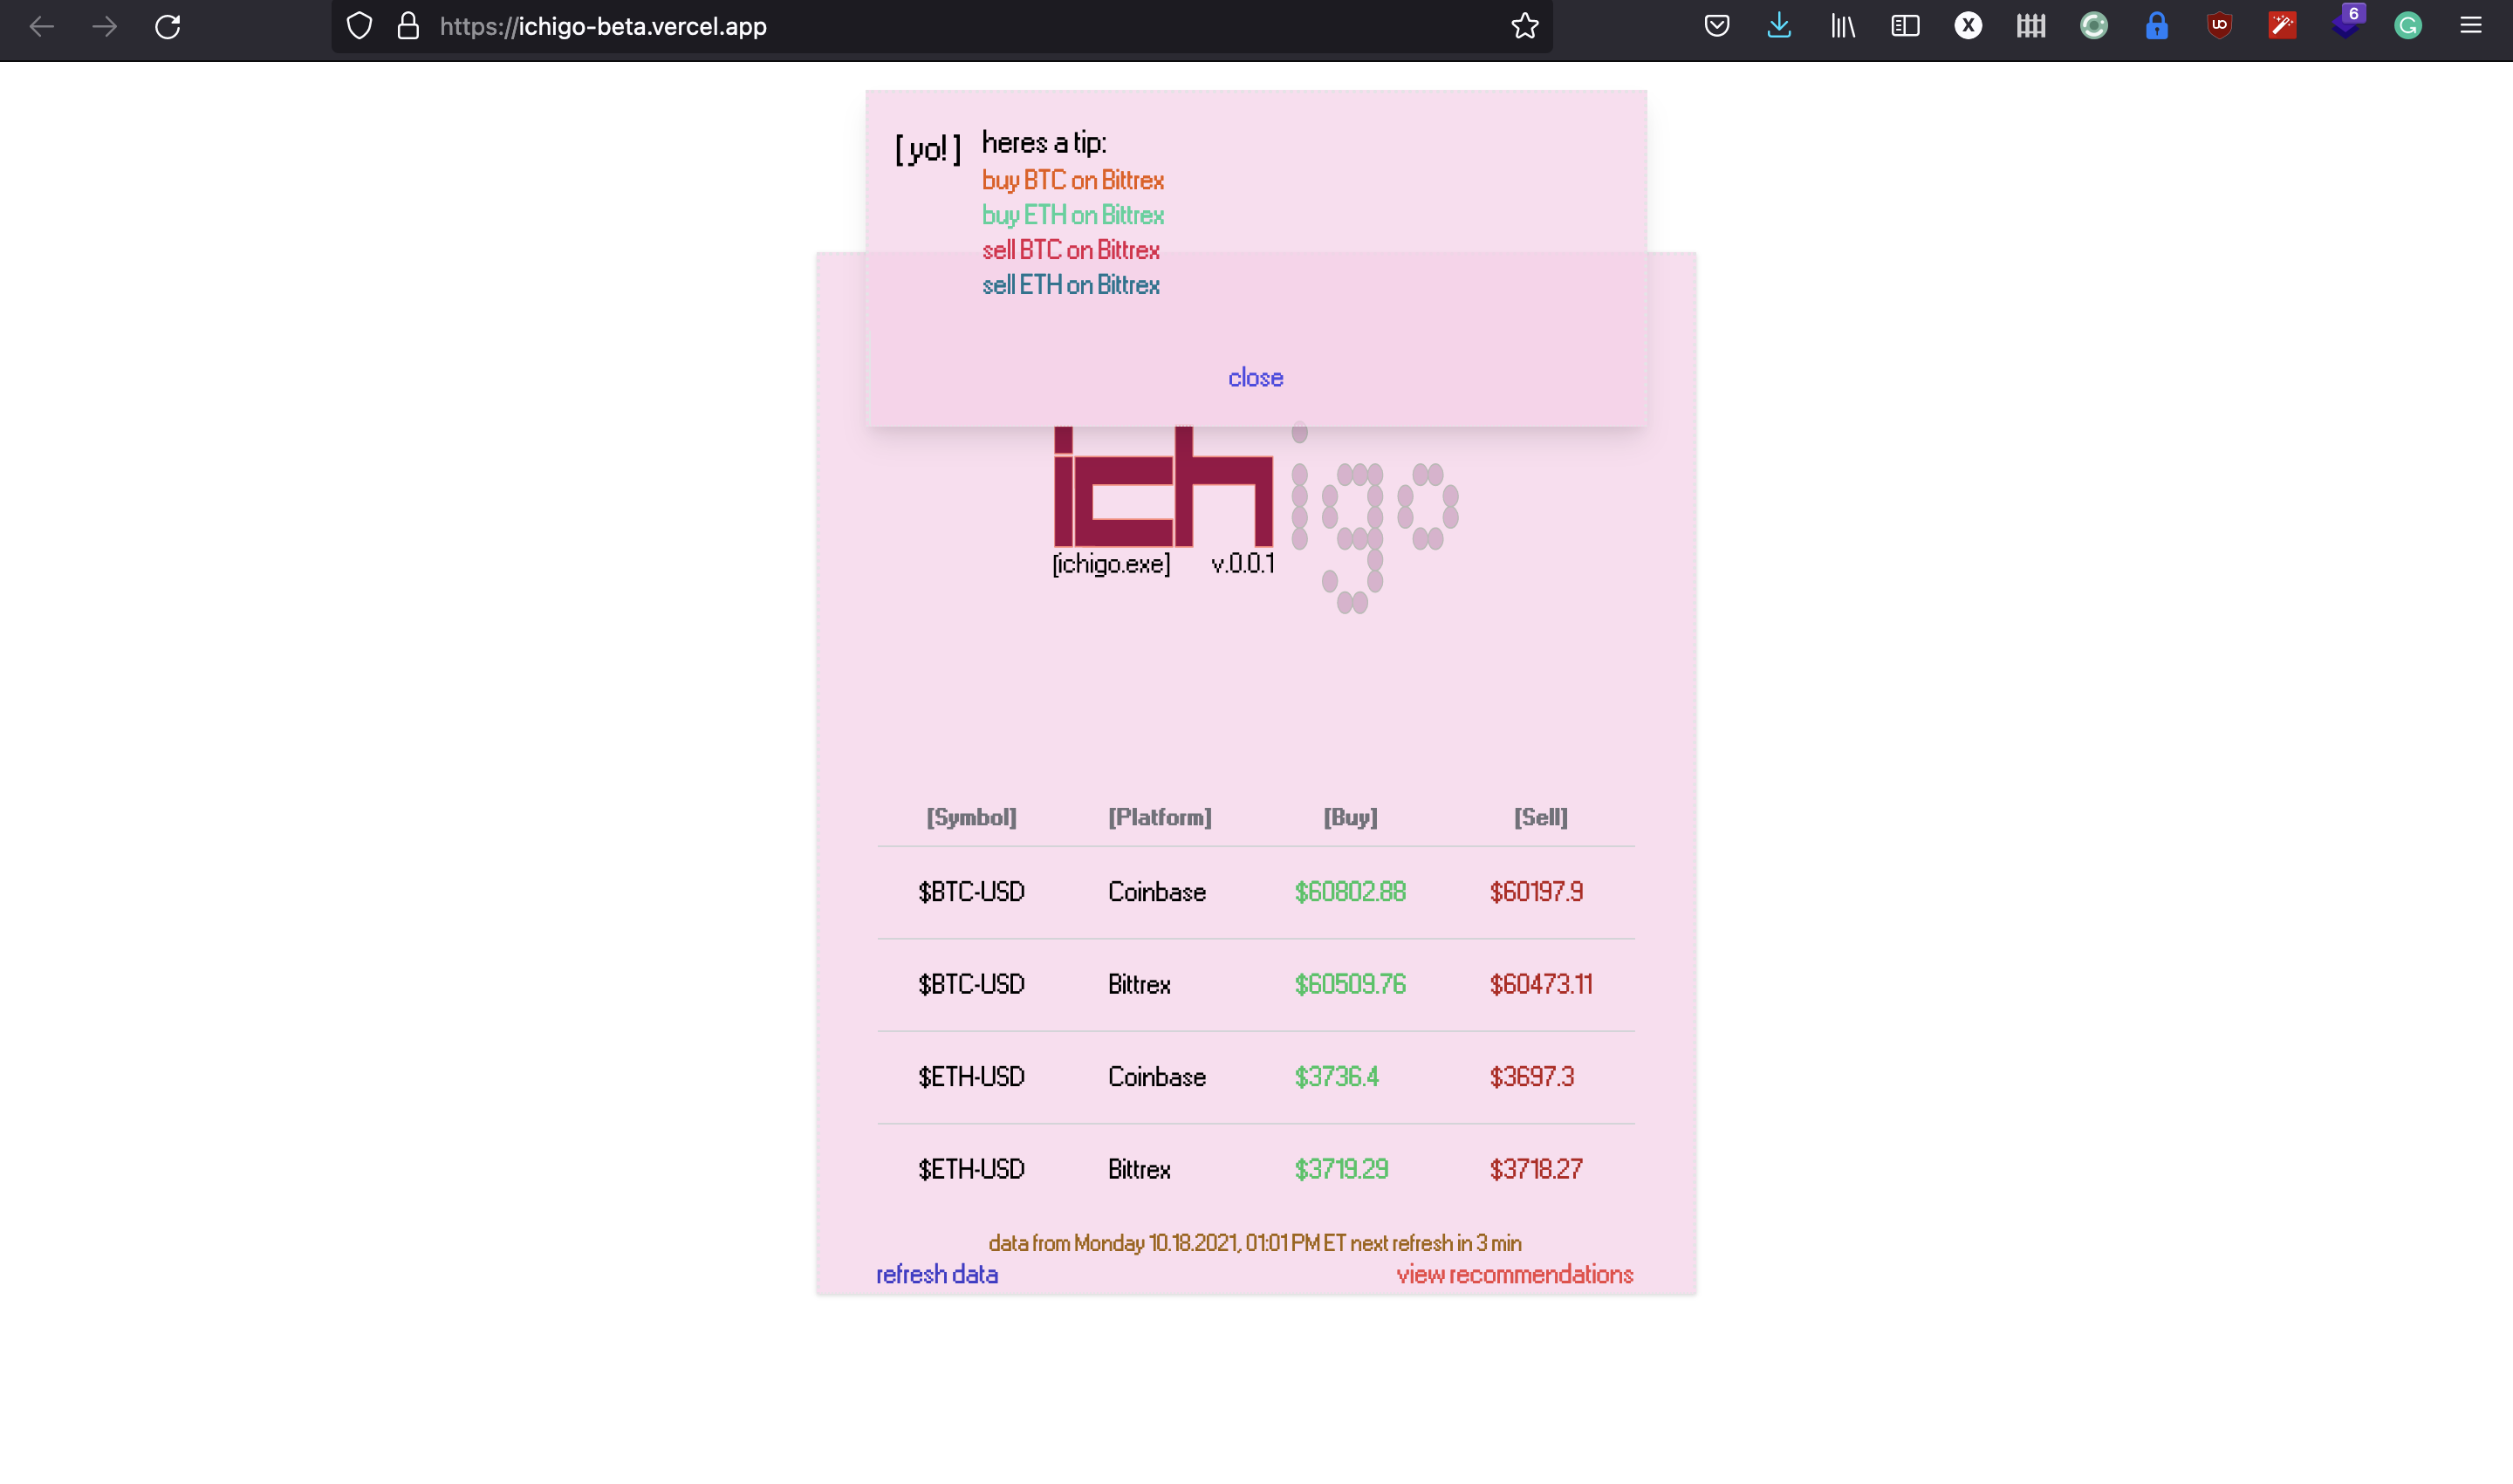 https://ichigo-beta.vercel.app
6
[ yo! ] heres a tip:
buy BTC on Bittrex
buy ETH on Bittrex
sell BTC on Bittrex
sell ETH on Bittrex
close
ichigo
[ichigo.exe] v.0.0.1
[Symbol] [Platform] [Buy] [Sell]
$BTC-USD Coinbase $60802.88 $60197.9
$BTC-USD Bittrex $60509.76 $60473.11
$ETH-USD Coinbase $3736.4 $3697.3
$ETH-USD Bittrex $3719.29 $3718.27
data from Monday 10.18.2021, 01:01 PM ET next refresh in 3 min
refresh data view recommendations